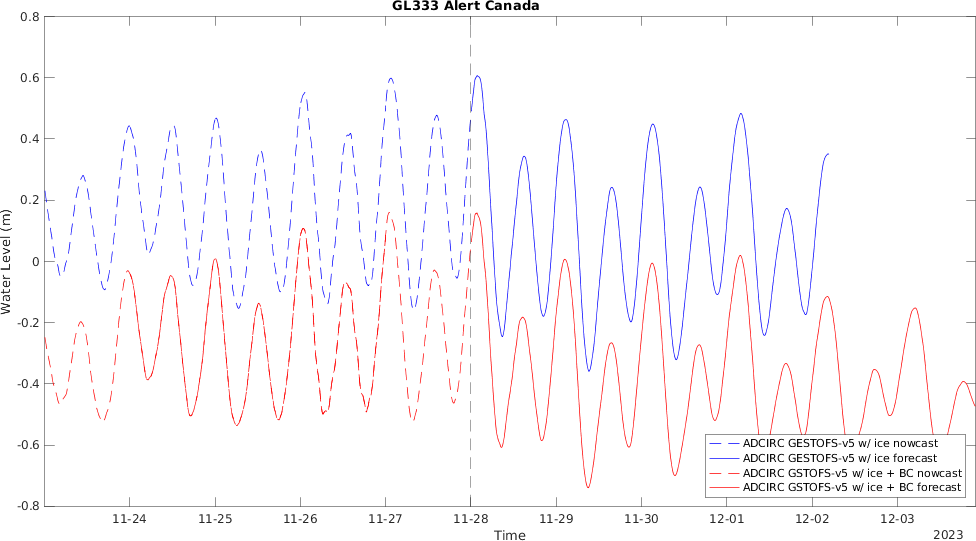 GL333 Alert Canada
0.8
0.6
0.4
0.2
0
-0.2
-0.4
-0.6
-0.8
Water Level (m)
ADCIRC GESTOFS-v5 w/ ice nowcast
ADCIRC GESTOFS-v5 w/ ice forecast
ADCIRC GSTOFS-v5 w/ ice + BC nowcast
ADCIRC GSTOFS-v5 w/ ice + BC forecast
11-24 11-25 11-26 11-27 11-28 11-29 11-30 12-01 12-02 12-03
Time
2023